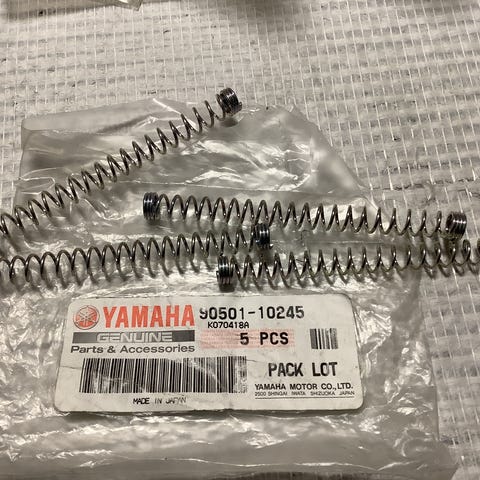 YAMAHA 90501-10245
K070418A
GENUINE
5 PCS
Parts & Accessories
PACK LOT
YAMAHA MOTOR CO.,LTD.
MADE IN JAPAN
2500 SHINGAI IWATA SHIZUOKA JAPAN